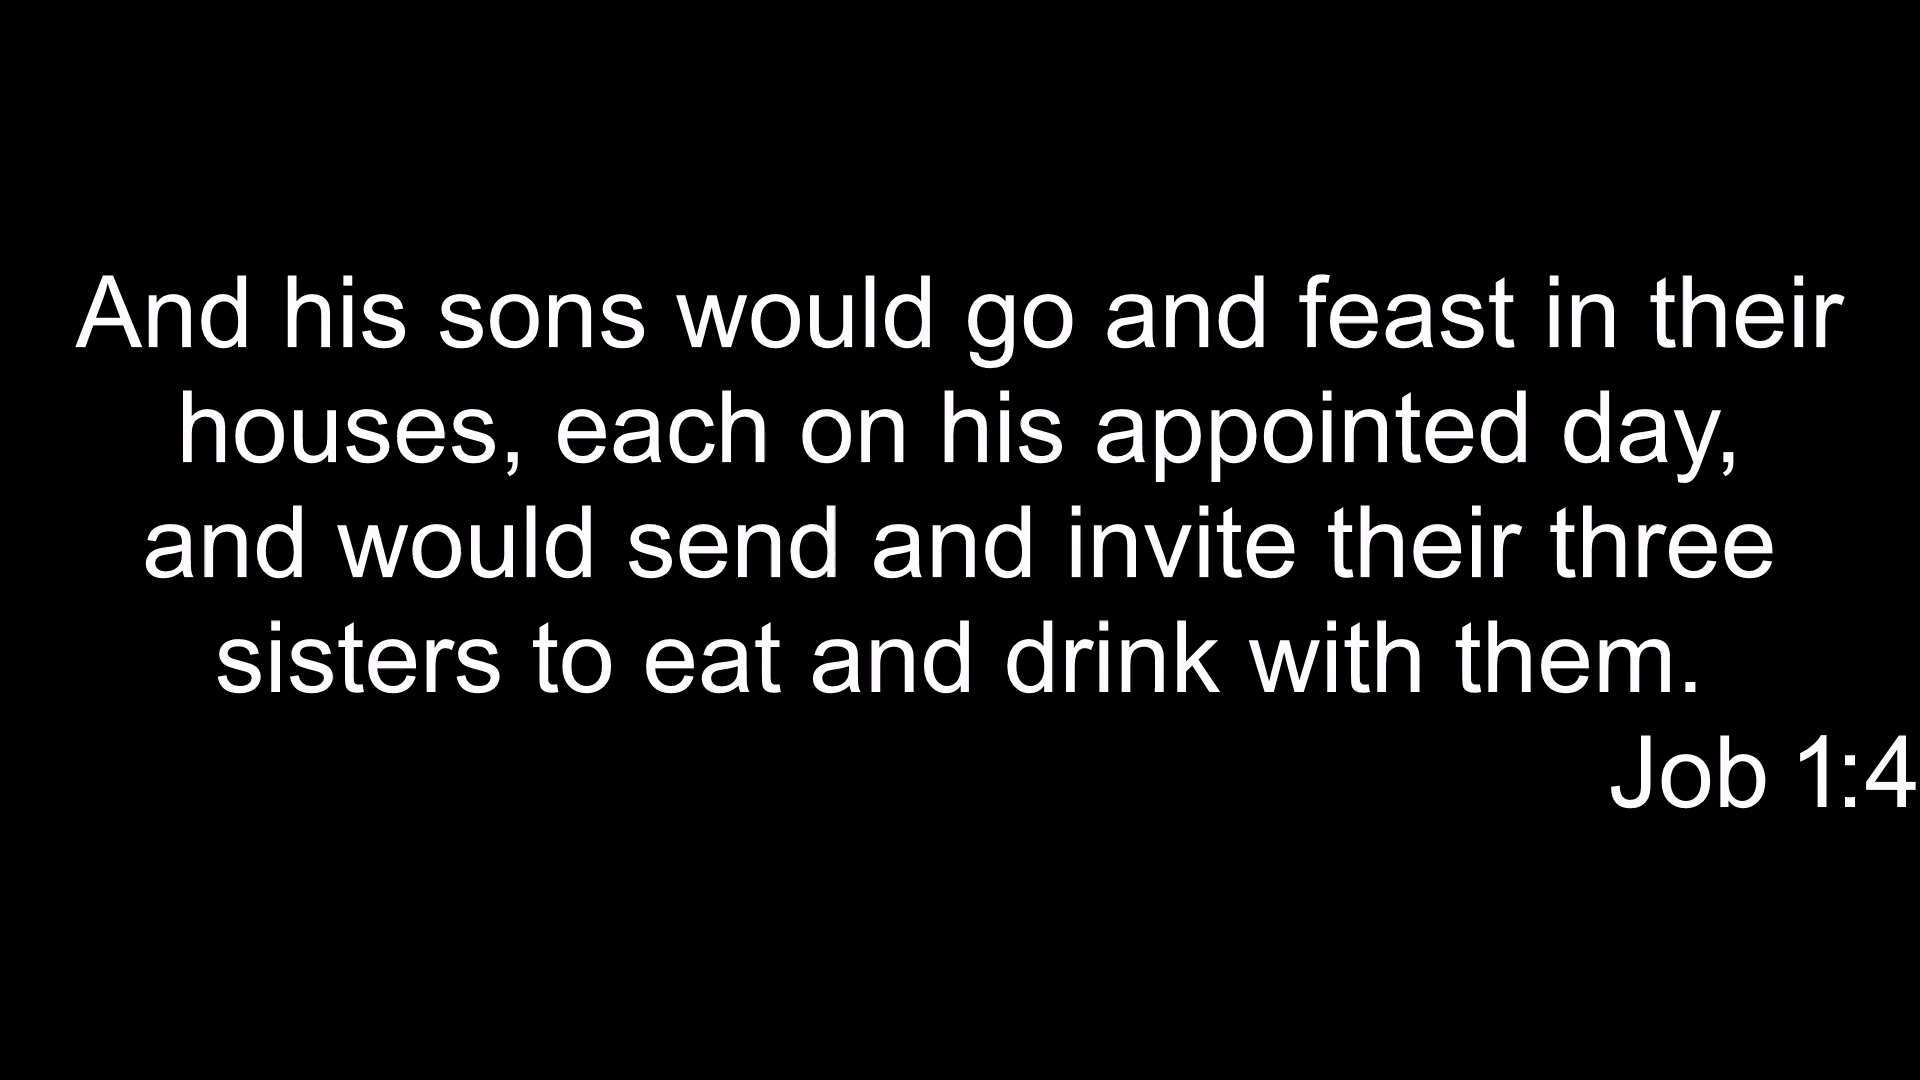 And his sons would go and feast in their
houses, each on his appointed day,
and would send and invite their three
sisters to eat and drink with them.
Job 1:4